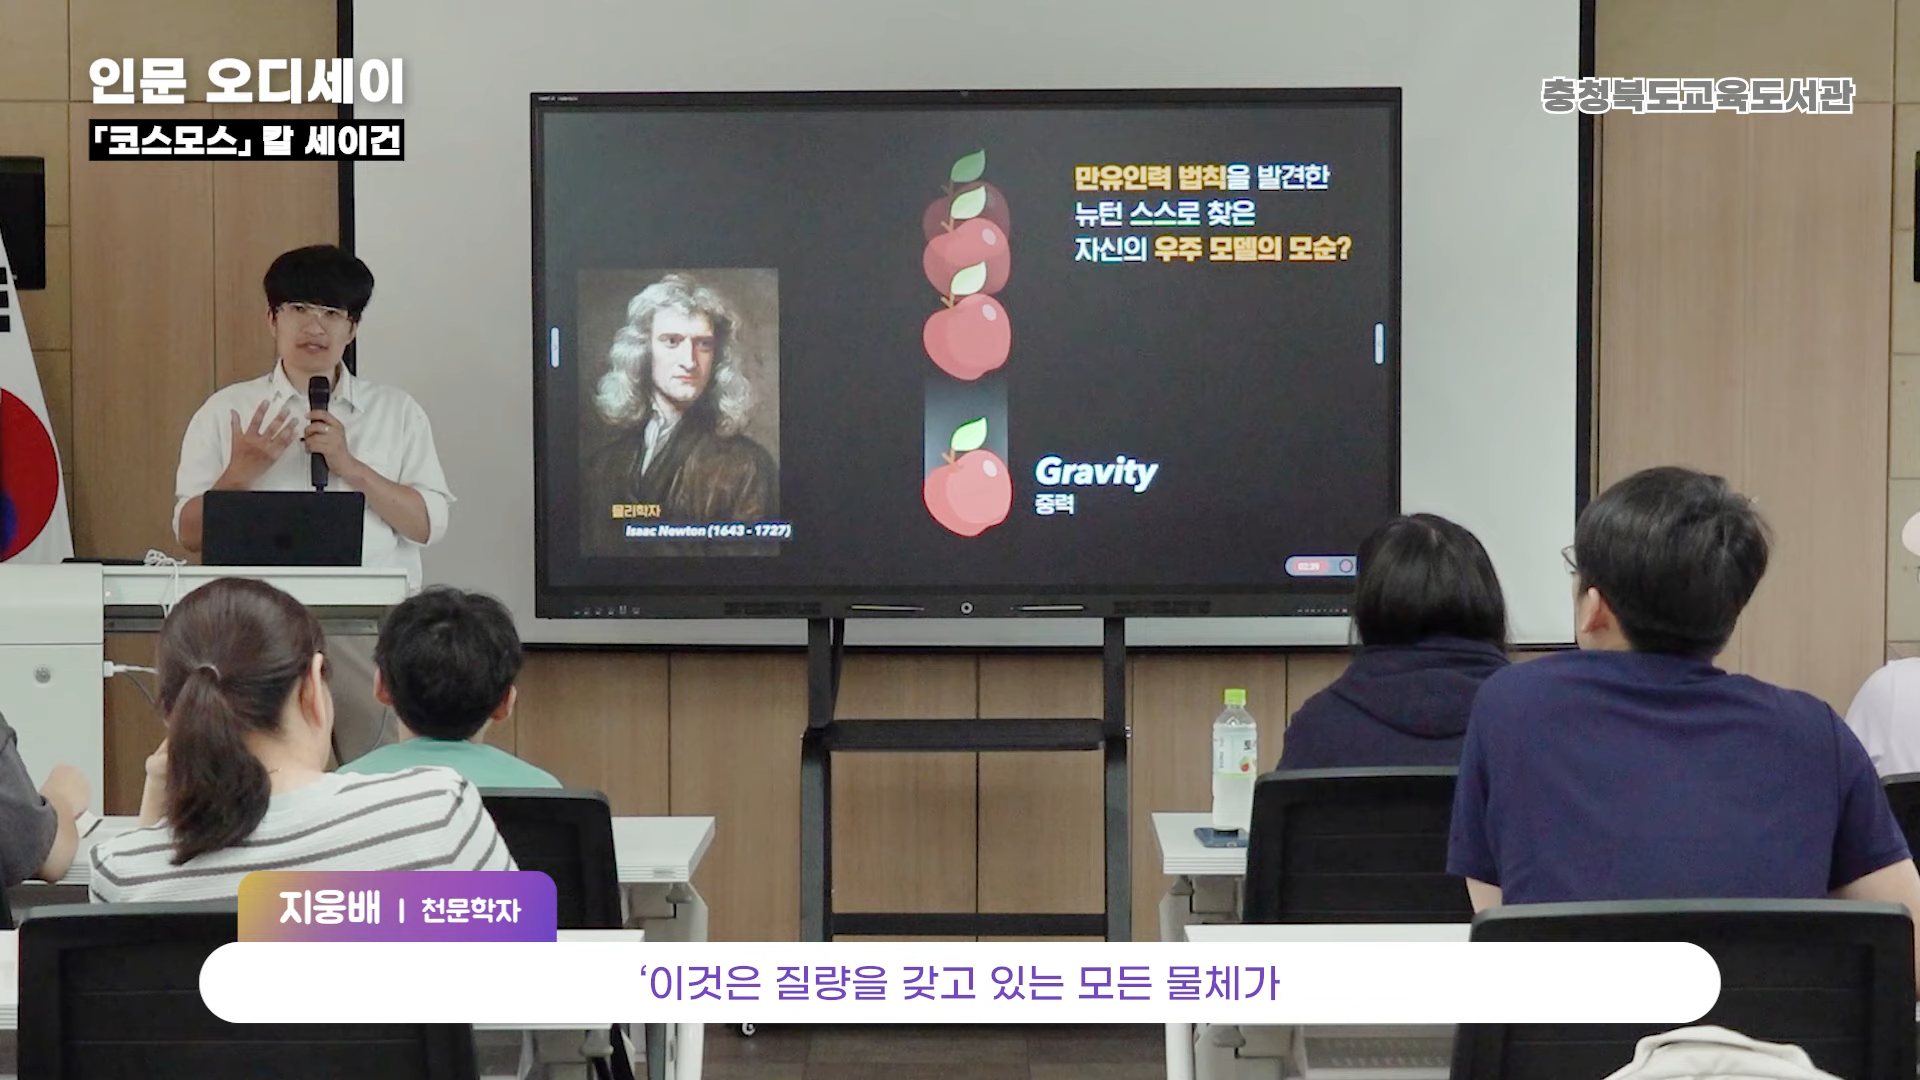 인문 오디세이
「코스모스」 칼 세이건
충청북도교육도서관
만유인력 법칙을 발견한
뉴턴 스스로 찾은
자신의 우주 모델의 모순?
Gravity
중력
물리학자
Isaac Newton (1643 - 1727)
02:39
지웅배 | 천문학자
‘이것은 질량을 갖고 있는 모든 물체가